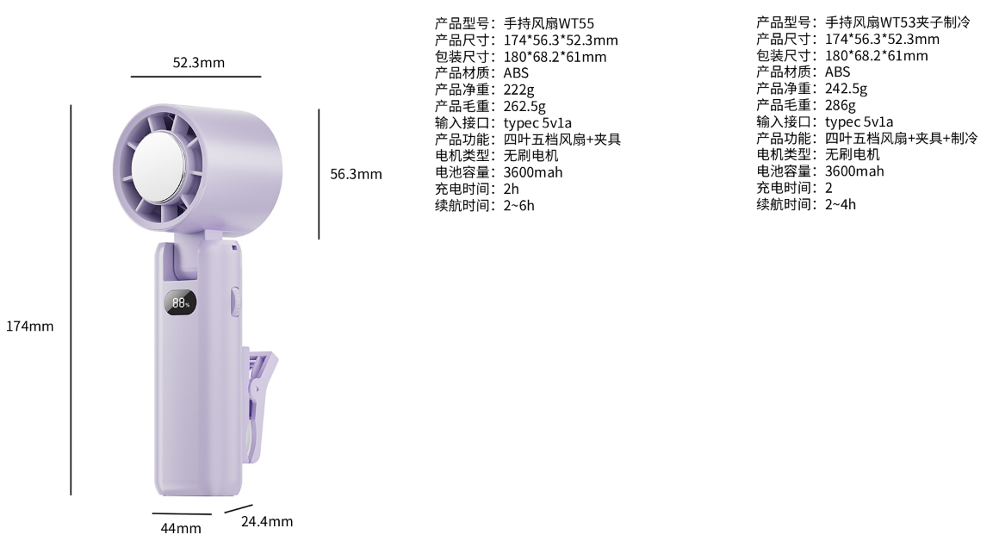 52.3mm
56.3mm
88%
174mm
44mm
24.4mm
产品型号：手持风扇WT55
产品尺寸：174*56.3*52.3mm
包装尺寸：180*68.2*61mm
产品材质：ABS
产品净重：222g
产品毛重：262.5g
输入接口：typec 5v1a
产品功能：四叶五档风扇+夹具
电机类型：无刷电机
电池容量：3600mah
充电时间：2h
续航时间：2~6h
产品型号：手持风扇WT53夹子制冷
产品尺寸：174*56.3*52.3mm
包装尺寸：180*68.2*61mm
产品材质：ABS
产品净重：242.5g
产品毛重：286g
输入接口：typec 5v1a
产品功能：四叶五档风扇+夹具+制冷
电机类型：无刷电机
电池容量：3600mah
充电时间：2
续航时间：2~4h